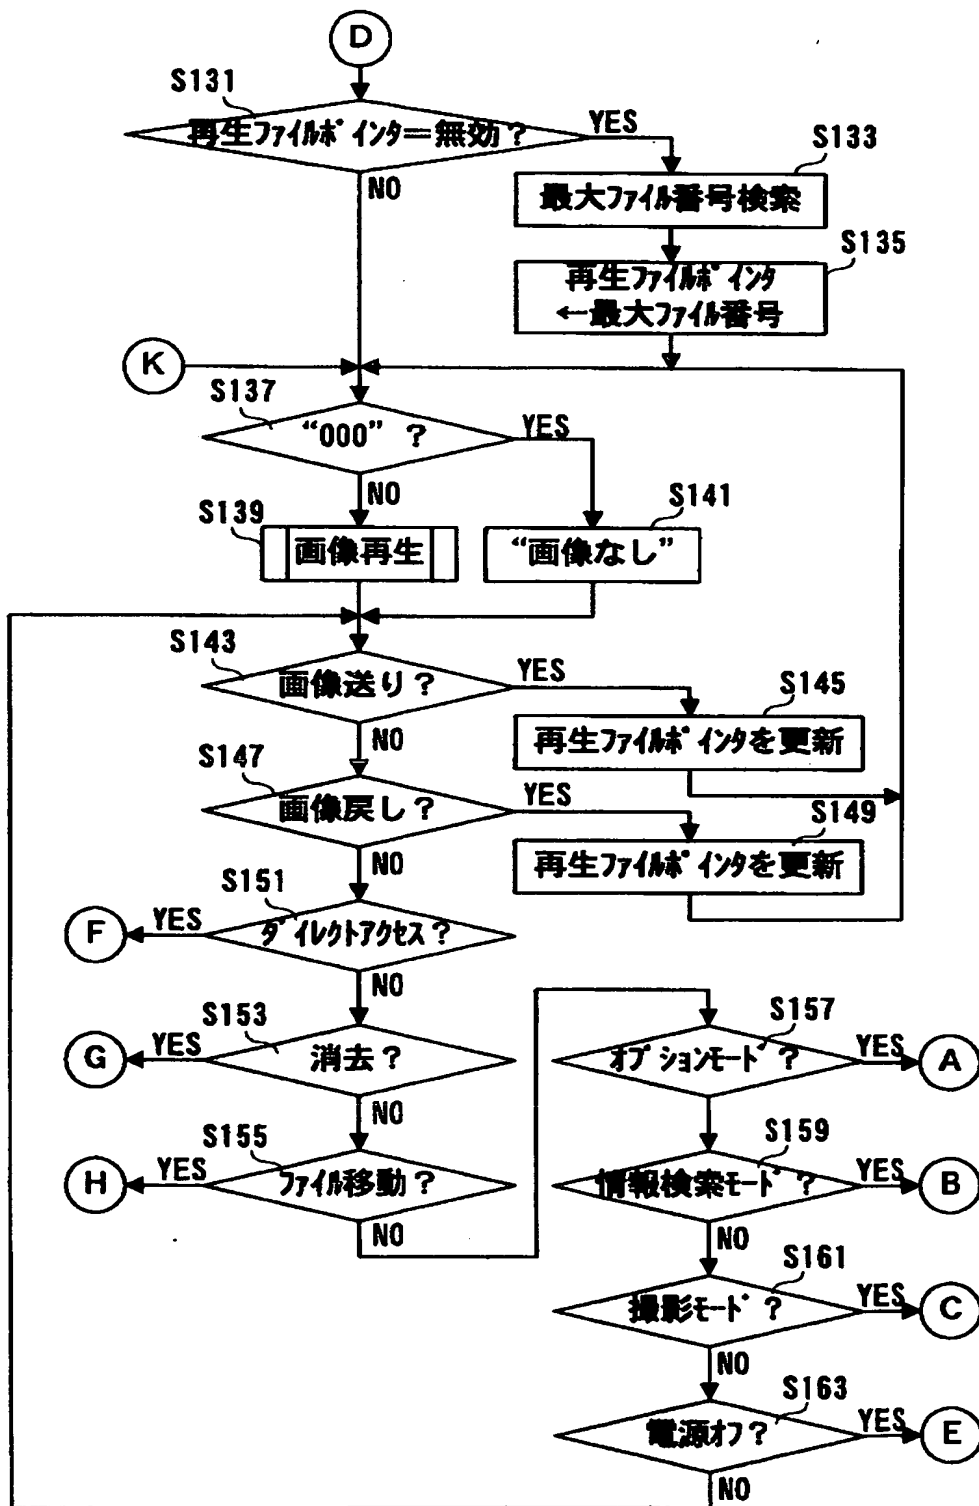 D
S131
再生ファイルポインタ=無効?
YES
S133
NO
最大ファイル番号検索
S135
再生ファイルポインタ
←最大ファイル番号
K
S137
“000” ?
YES
NO
S139
S141
画像再生
“画像なし”
S143
画像送り?
YES
S145
NO
再生ファイルポインタを更新
S147
画像戻し?
YES
S149
NO
再生ファイルポインタを更新
S151
F
YES
ダイレクトアクセス?
NO
S153
S157
G
YES
消去?
オプションモード?
YES
A
NO
S155
S159
H
YES
ファイル移動?
情報検索モード?
YES
B
NO
NO
S161
撮影モード?
YES
C
NO
S163
電源オフ?
YES
E
NO